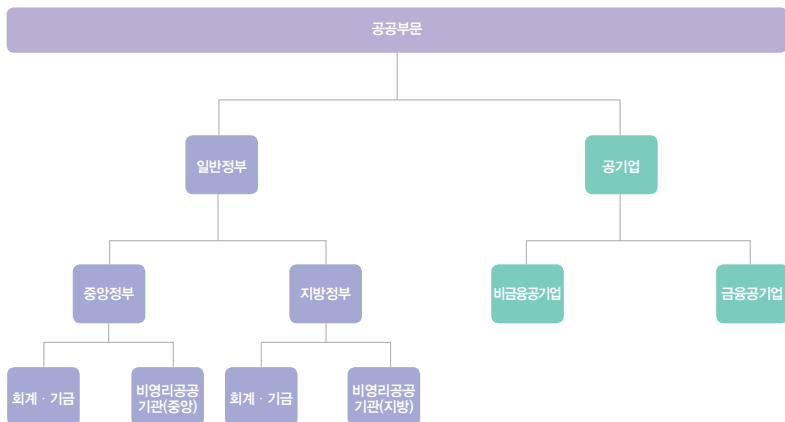 공공부문
일반정부
공기업
중앙정부
지방정부
비금융공기업
금융공기업
회계 · 기금
비영리공공
기관(중앙)
회계 · 기금
비영리공공
기관(지방)